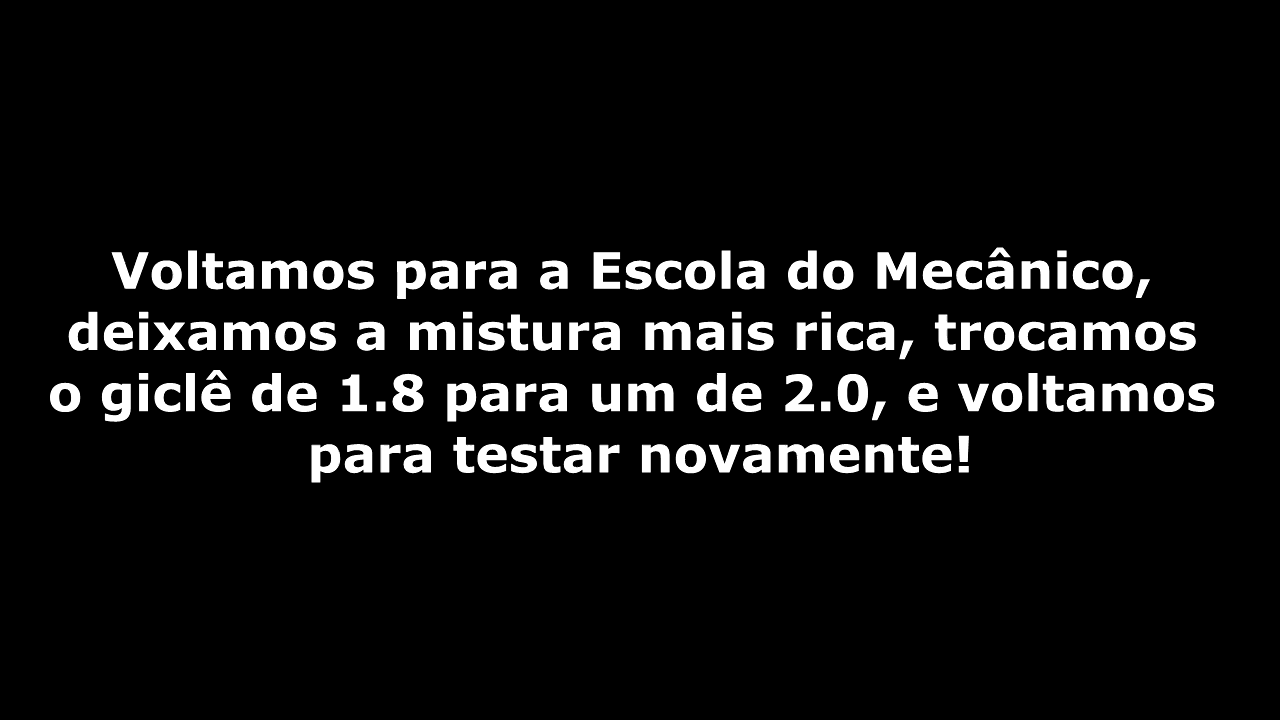 Voltamos para a Escola do Mecânico,
deixamos a mistura mais rica, trocamos
o giclê de 1.8 para um de 2.0, e voltamos
para testar novamente!